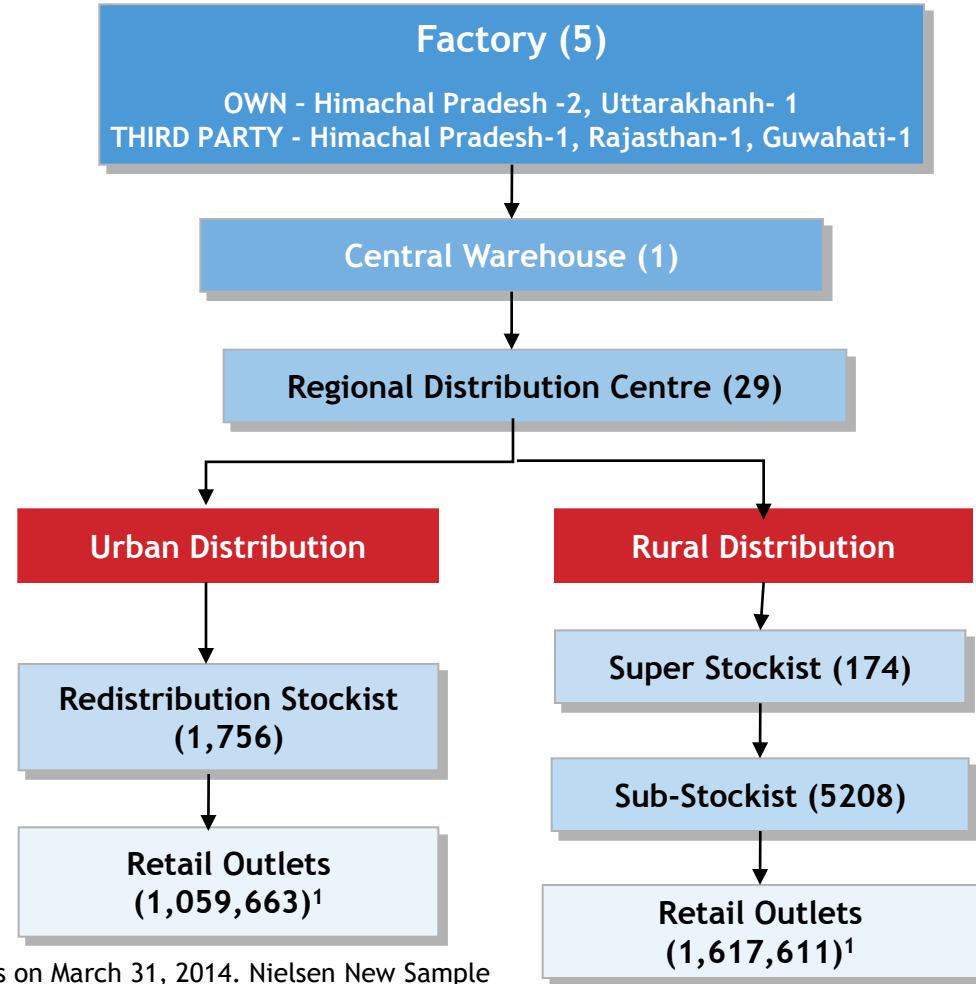 Factory (5)
OWN – Himachal Pradesh -2, Uttarakhanh- 1
THIRD PARTY - Himachal Pradesh-1, Rajasthan-1, Guwahati-1
Central Warehouse (1)
Regional Distribution Centre (29)
Urban Distribution
Redistribution Stockist
(1,756)
Retail Outlets
(1,059,663)¹
Rural Distribution
Super Stockist (174)
Sub-Stockist (5208)
Retail Outlets
(1,617,611)¹
s on March 31, 2014. Nielsen New Sample